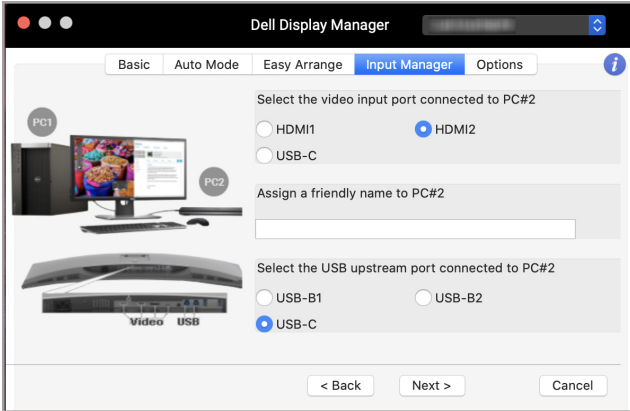 Dell Display Manager
Basic Auto Mode Easy Arrange Input Manager Options
i
Select the video input port connected to PC#2
HDMI1 HDMI2
USB-C
PC1
PC2
Assign a friendly name to PC#2
Select the USB upstream port connected to PC#2
USB-B1 USB-B2
USB-C
Video USB
< Back Next > Cancel